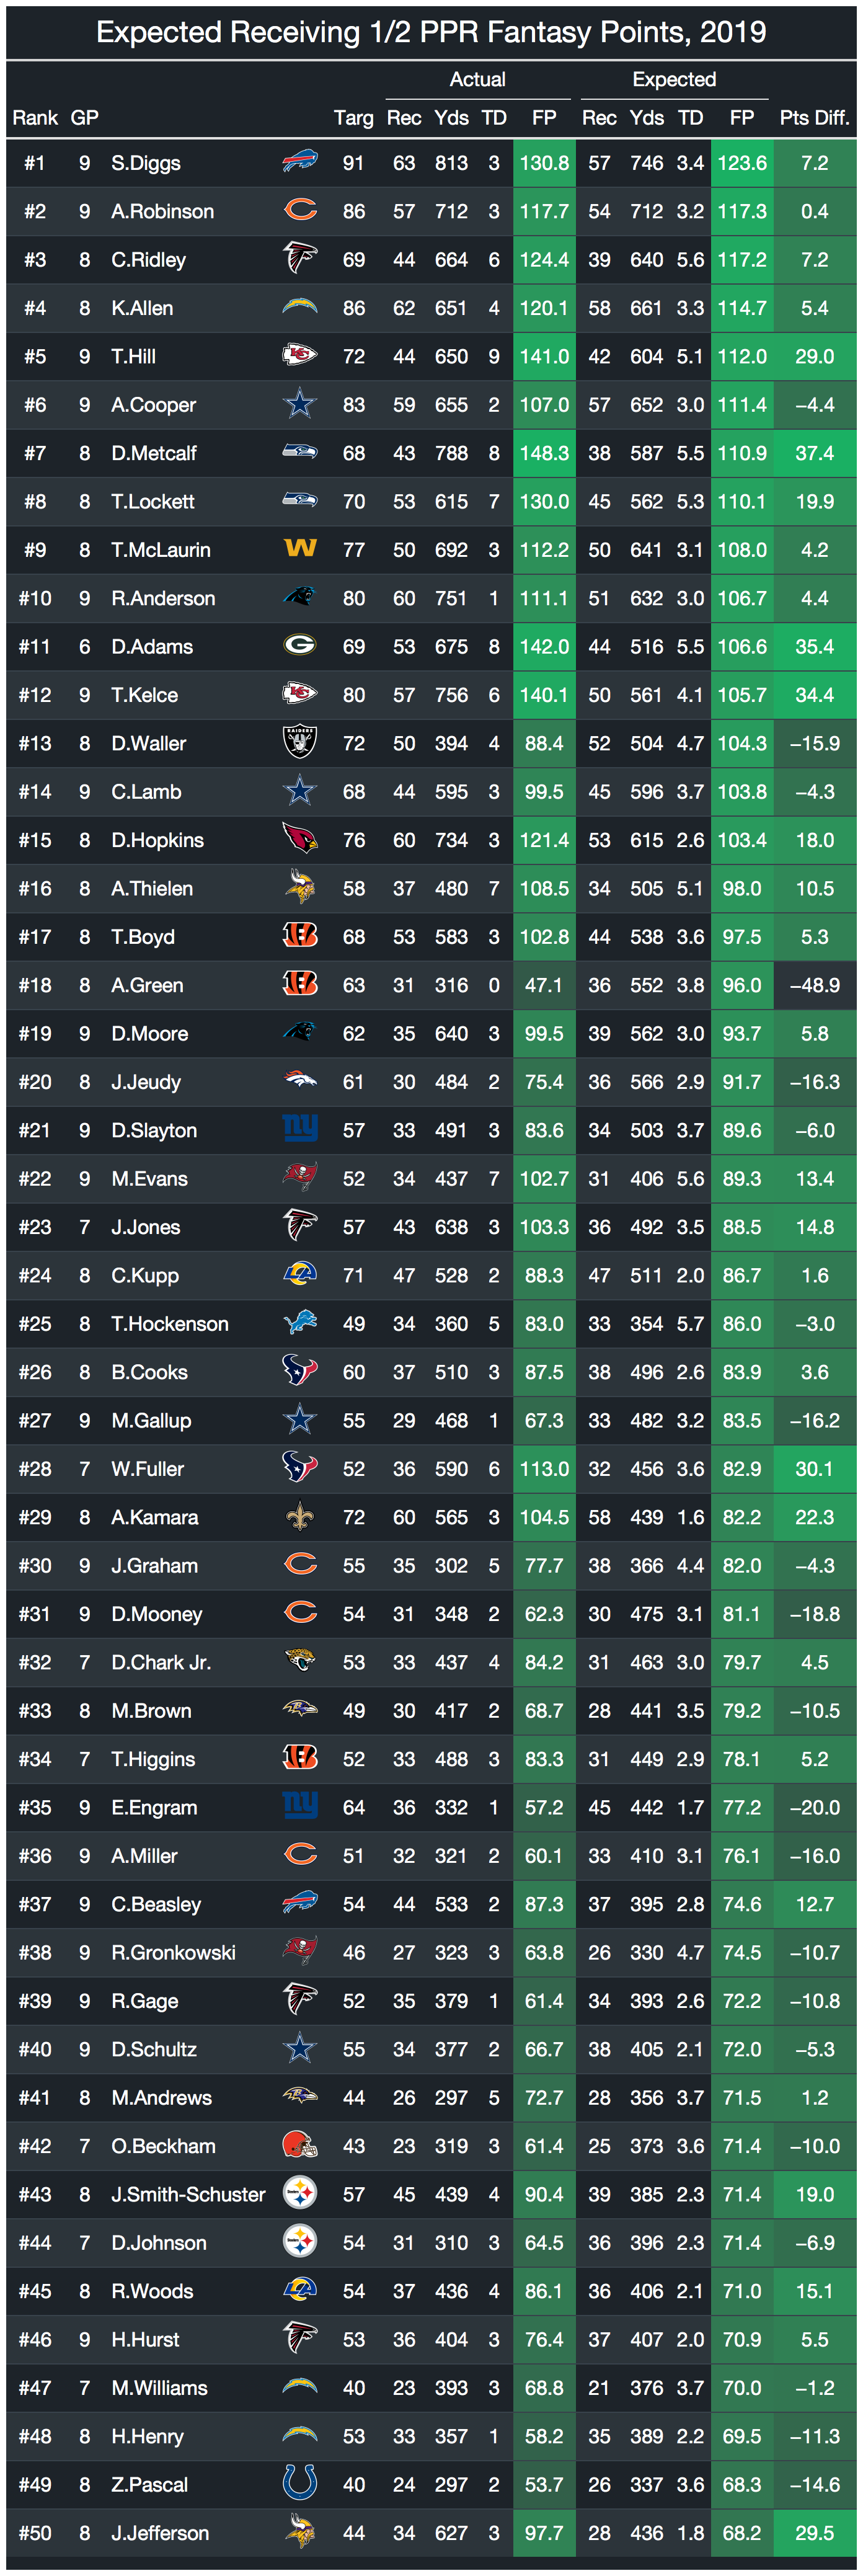 Expected Receiving 1/2 PPR Fantasy Points, 2019
Actual Expected
Rank GP Targ Rec Yds TD FP Rec Yds TD FP Pts Diff.
#1 9 S.Diggs 91 63 813 3 130.8 57 746 3.4 123.6 7.2
#2 9 A.Robinson 86 57 712 3 117.7 54 712 3.2 117.3 0.4
#3 8 C.Ridley 69 44 664 6 124.4 39 640 5.6 117.2 7.2
#4 8 K.Allen 86 62 651 4 120.1 58 661 3.3 114.7 5.4
#5 9 T.Hill 72 44 650 9 141.0 42 604 5.1 112.0 29.0
#6 9 A.Cooper 83 59 655 2 107.0 57 652 3.0 111.4 −4.4
#7 8 D.Metcalf 68 43 788 8 148.3 38 587 5.5 110.9 37.4
#8 8 T.Lockett 70 53 615 7 130.0 45 562 5.3 110.1 19.9
#9 8 T.McLaurin 77 50 692 3 112.2 50 641 3.1 108.0 4.2
#10 9 R.Anderson 80 60 751 1 111.1 51 632 3.0 106.7 4.4
#11 6 D.Adams 69 53 675 8 142.0 44 516 5.5 106.6 35.4
#12 9 T.Kelce 80 57 756 6 140.1 50 561 4.1 105.7 34.4
#13 8 D.Waller 72 50 394 4 88.4 52 504 4.7 104.3 −15.9
#14 9 C.Lamb 68 44 595 3 99.5 45 596 3.7 103.8 −4.3
#15 8 D.Hopkins 76 60 734 3 121.4 53 615 2.6 103.4 18.0
#16 8 A.Thielen 58 37 480 7 108.5 34 505 5.1 98.0 10.5
#17 8 T.Boyd 68 53 583 3 102.8 44 538 3.6 97.5 5.3
#18 8 A.Green 63 31 316 0 47.1 36 552 3.8 96.0 −48.9
#19 9 D.Moore 62 35 640 3 99.5 39 562 3.0 93.7 5.8
#20 8 J.Jeudy 61 30 484 2 75.4 36 566 2.9 91.7 −16.3
#21 9 D.Slayton 57 33 491 3 83.6 34 503 3.7 89.6 −6.0
#22 9 M.Evans 52 34 437 7 102.7 31 406 5.6 89.3 13.4
#23 7 J.Jones 57 43 638 3 103.3 36 492 3.5 88.5 14.8
#24 8 C.Kupp 71 47 528 2 88.3 47 511 2.0 86.7 1.6
#25 8 T.Hockenson 49 34 360 5 83.0 33 354 5.7 86.0 −3.0
#26 8 B.Cooks 60 37 510 3 87.5 38 496 2.6 83.9 3.6
#27 9 M.Gallup 55 29 468 1 67.3 33 482 3.2 83.5 −16.2
#28 7 W.Fuller 52 36 590 6 113.0 32 456 3.6 82.9 30.1
#29 8 A.Kamara 72 60 565 3 104.5 58 439 1.6 82.2 22.3
#30 9 J.Graham 55 35 302 5 77.7 38 366 4.4 82.0 −4.3
#31 9 D.Mooney 54 31 348 2 62.3 30 475 3.1 81.1 −18.8
#32 7 D.Chark Jr. 53 33 437 4 84.2 31 463 3.0 79.7 4.5
#33 8 M.Brown 49 30 417 2 68.7 28 441 3.5 79.2 −10.5
#34 7 T.Higgins 52 33 488 3 83.3 31 449 2.9 78.1 5.2
#35 9 E.Engram 64 36 332 1 57.2 45 442 1.7 77.2 −20.0
#36 9 A.Miller 51 32 321 2 60.1 33 410 3.1 76.1 −16.0
#37 9 C.Beasley 54 44 533 2 87.3 37 395 2.8 74.6 12.7
#38 9 R.Gronkowski 46 27 323 3 63.8 26 330 4.7 74.5 −10.7
#39 9 R.Gage 52 35 379 1 61.4 34 393 2.6 72.2 −10.8
#40 9 D.Schultz 55 34 377 2 66.7 38 405 2.1 72.0 −5.3
#41 8 M.Andrews 44 26 297 5 72.7 28 356 3.7 71.5 1.2
#42 7 O.Beckham 43 23 319 3 61.4 25 373 3.6 71.4 −10.0
#43 8 J.Smith-Schuster 57 45 439 4 90.4 39 385 2.3 71.4 19.0
#44 7 D.Johnson 54 31 310 3 64.5 36 396 2.3 71.4 −6.9
#45 8 R.Woods 54 37 436 4 86.1 36 406 2.1 71.0 15.1
#46 9 H.Hurst 53 36 404 3 76.4 37 407 2.0 70.9 5.5
#47 7 M.Williams 40 23 393 3 68.8 21 376 3.7 70.0 −1.2
#48 8 H.Henry 53 33 357 1 58.2 35 389 2.2 69.5 −11.3
#49 8 Z.Pascal 40 24 297 2 53.7 26 337 3.6 68.3 −14.6
#50 8 J.Jefferson 44 34 627 3 97.7 28 436 1.8 68.2 29.5